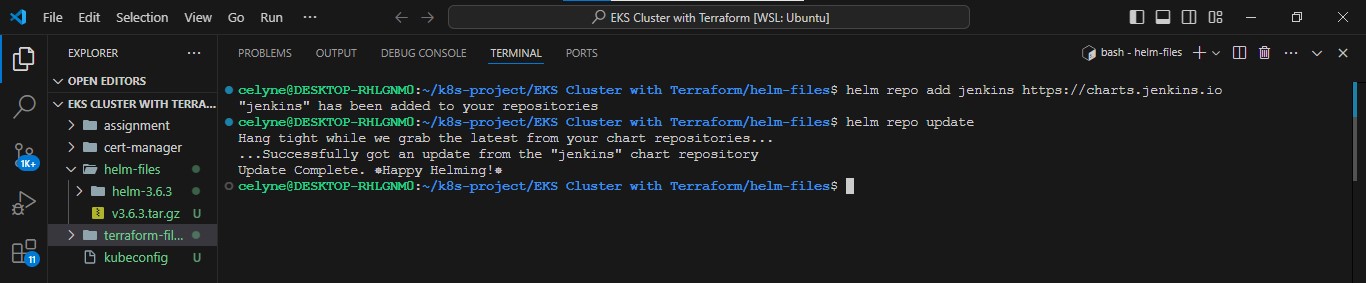 File Edit Selection View Go Run ···
EKS Cluster with Terraform [WSL: Ubuntu]
EXPLORER ···
PROBLEMS OUTPUT DEBUG CONSOLE TERMINAL PORTS
bash - helm-files
OPEN EDITORS
EKS CLUSTER WITH TERRA...
assignment
cert-manager
helm-files
helm-3.6.3
v3.6.3.tar.gz U
terraform-fil...
kubeconfig U
1K+
11
celyne@DESKTOP-RHLGNM0:~/k8s-project/EKS Cluster with Terraform/helm-files$ helm repo add jenkins https://charts.jenkins.io
"jenkins" has been added to your repositories
celyne@DESKTOP-RHLGNM0:~/k8s-project/EKS Cluster with Terraform/helm-files$ helm repo update
Hang tight while we grab the latest from your chart repositories...
...Successfully got an update from the "jenkins" chart repository
Update Complete. ⎈Happy Helming!⎈
celyne@DESKTOP-RHLGNM0:~/k8s-project/EKS Cluster with Terraform/helm-files$